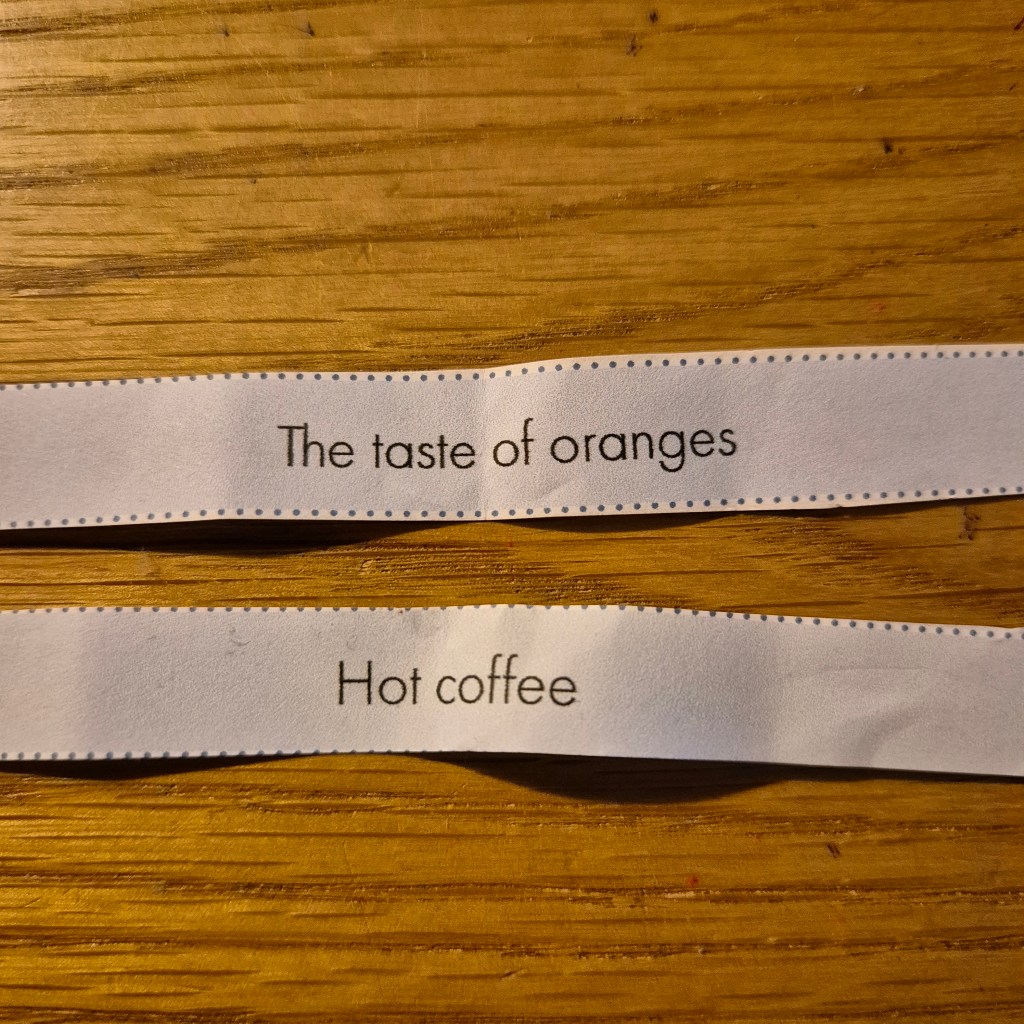 The taste of oranges
Hot coffee